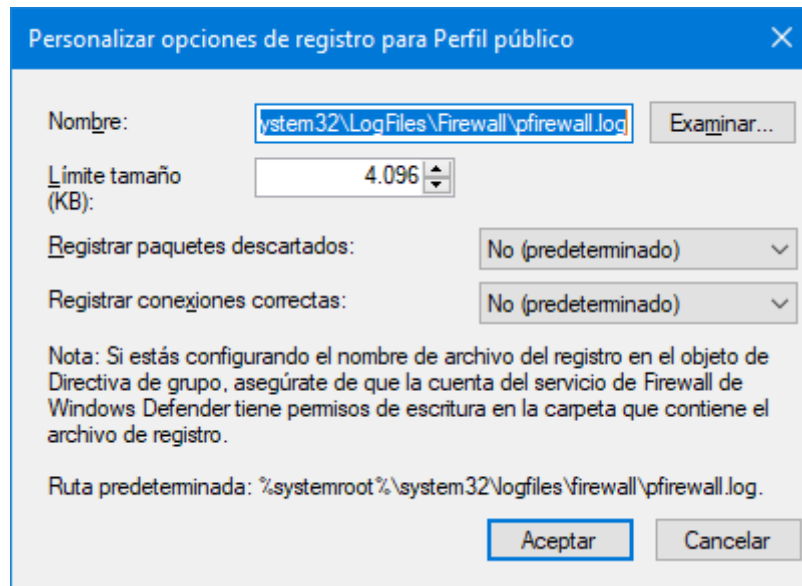 Personalizar opciones de registro para Perfil público
Nombre:
ystem32\LogFiles\Firewall\pfirewall.log
Examinar...
Límite tamaño
(KB):
4.096
Registrar paquetes descartados:
No (predeterminado)
Registrar conexiones correctas:
No (predeterminado)
Nota: Si estás configurando el nombre de archivo del registro en el objeto de
Directiva de grupo, asegúrate de que la cuenta del servicio de Firewall de
Windows Defender tiene permisos de escritura en la carpeta que contiene el
archivo de registro.
Ruta predeterminada: %systemroot%\system32\logfiles\firewall\pfirewall.log.
Aceptar
Cancelar